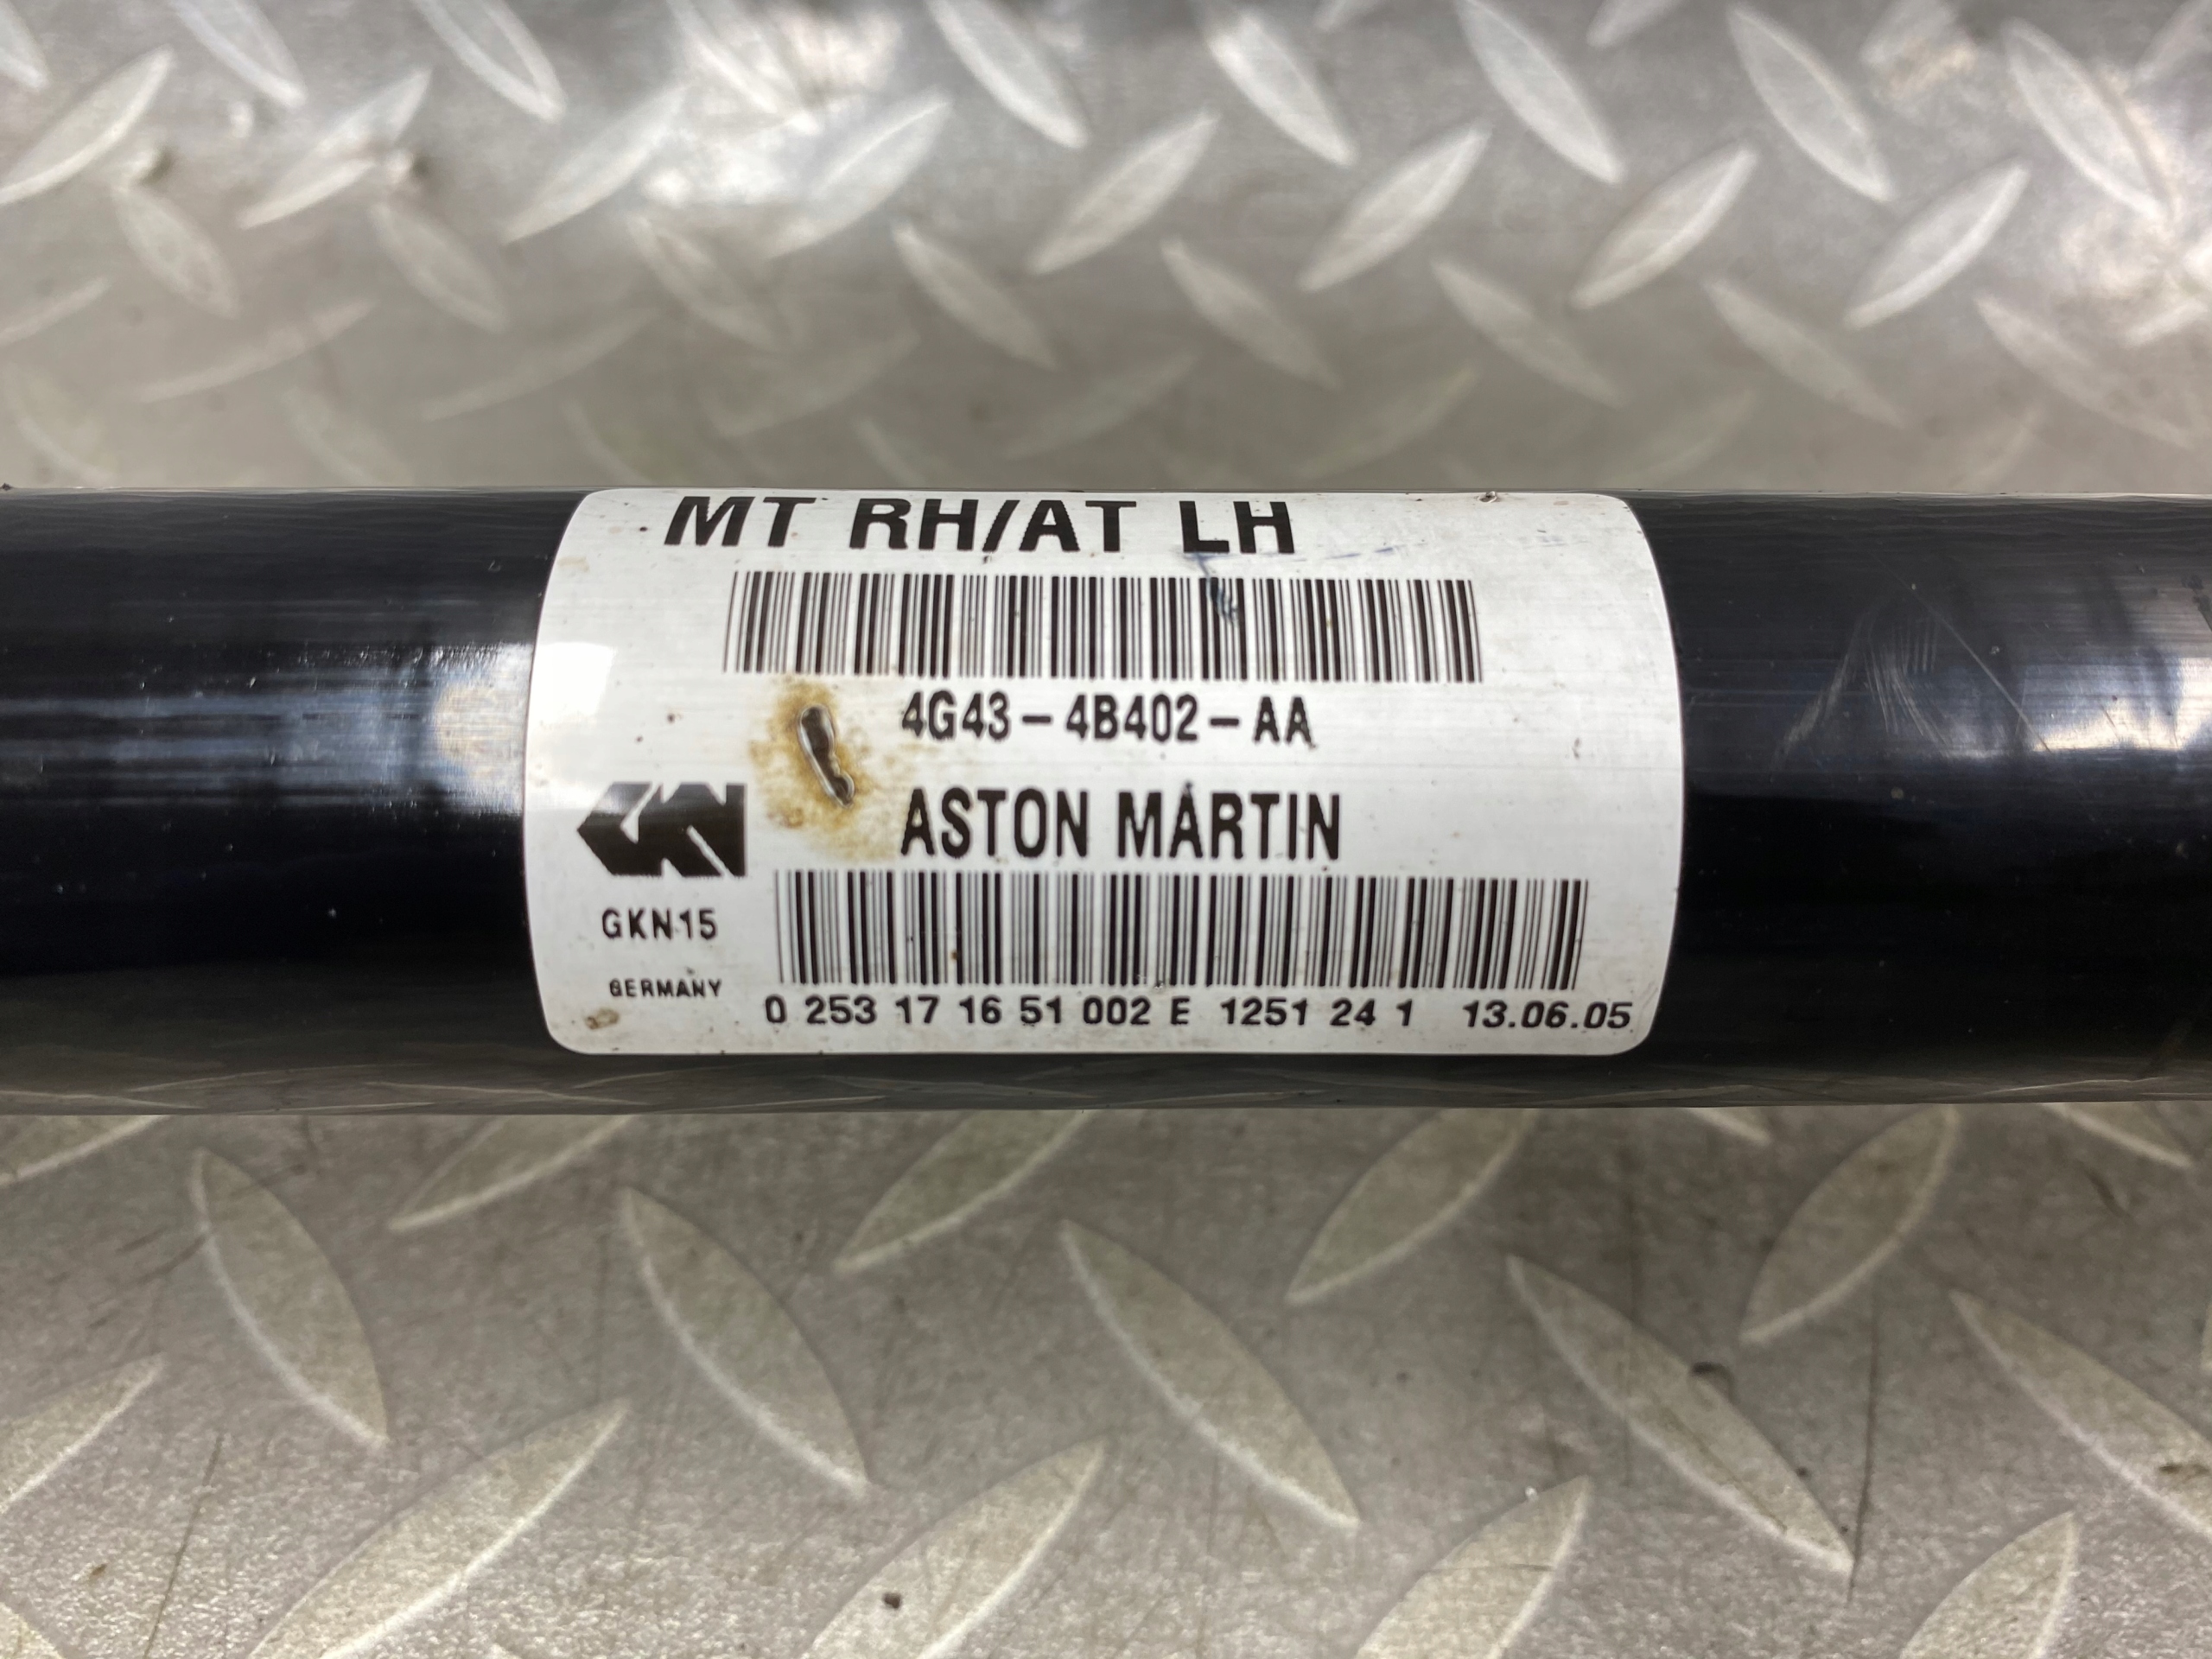 MT RH/AT LH
4G43-4B402-AA
ASTON MARTIN
GKN
GKN15
GERMANY
0 253 17 16 51 002 E 1251 24 1 13.06.05